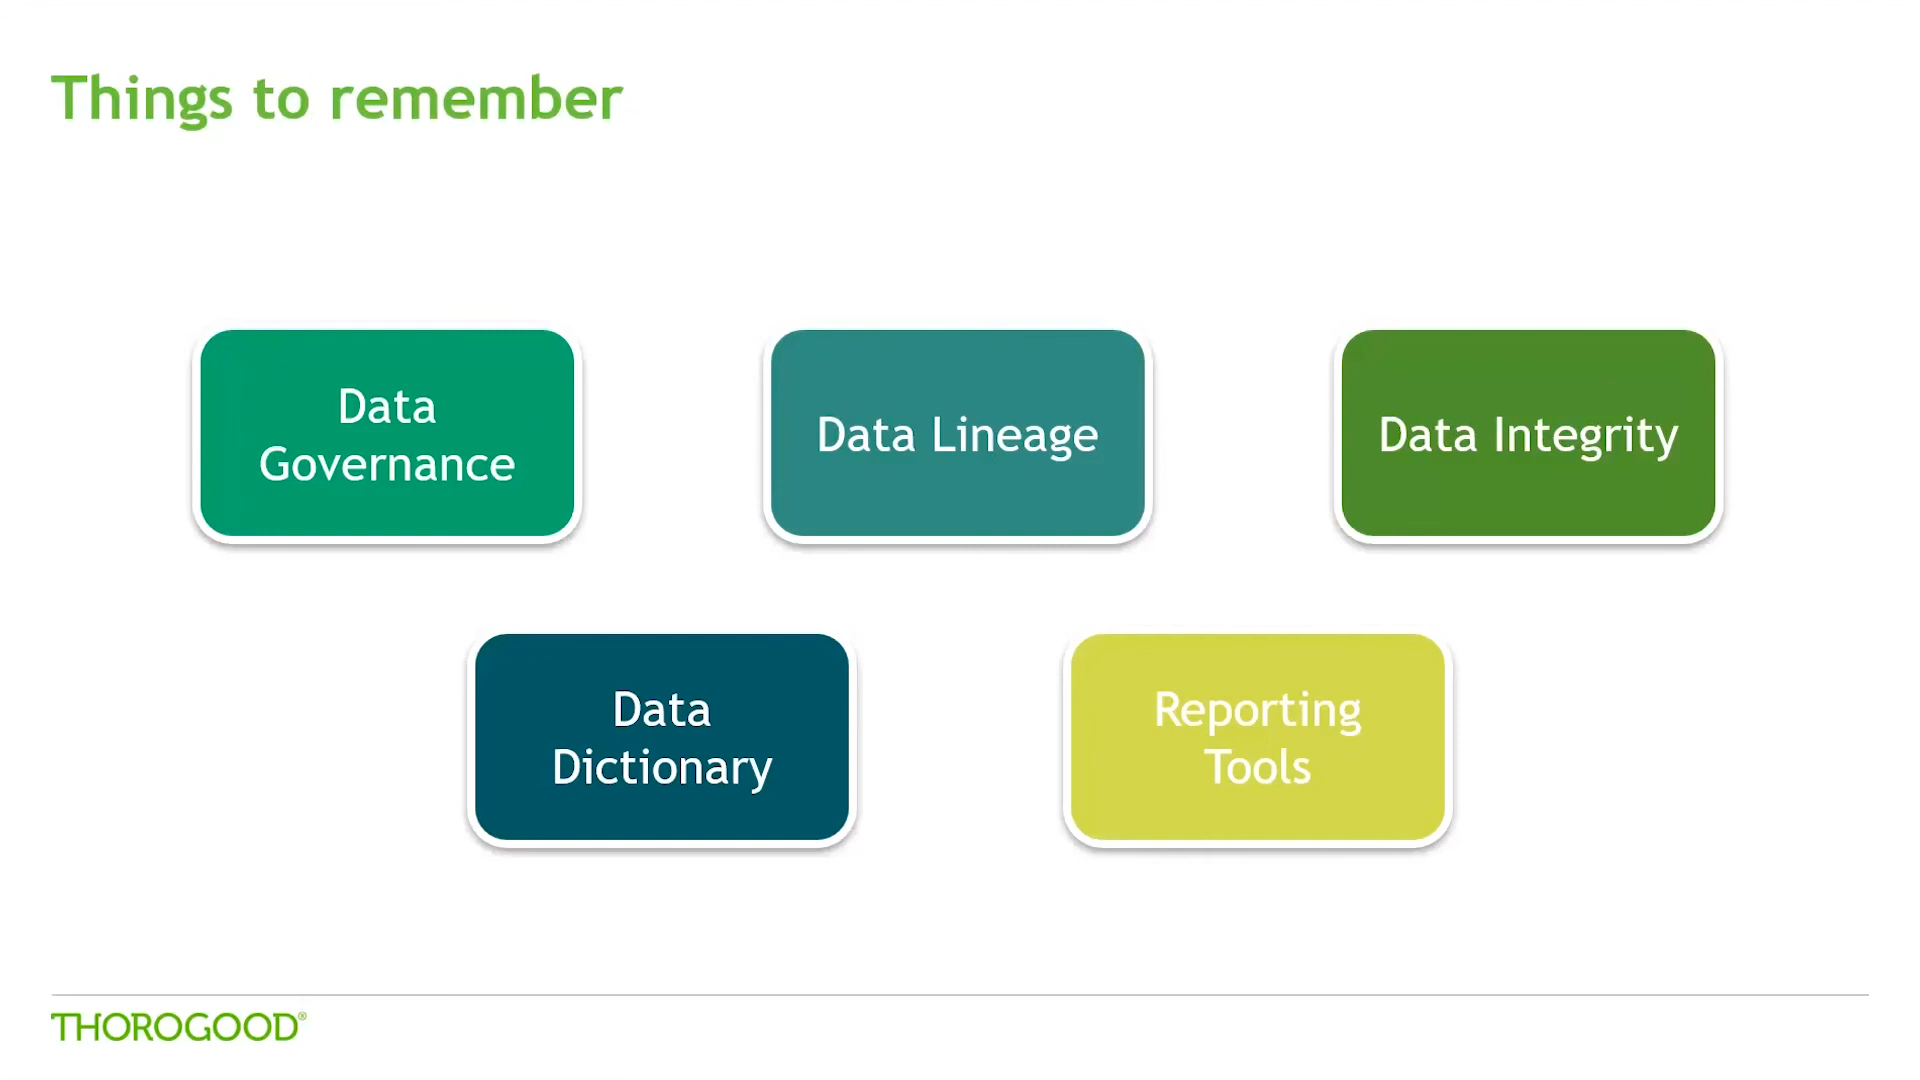 Things to remember
Data
Governance
Data Lineage
Data Integrity
Data
Dictionary
Reporting
Tools
THOROGOOD®